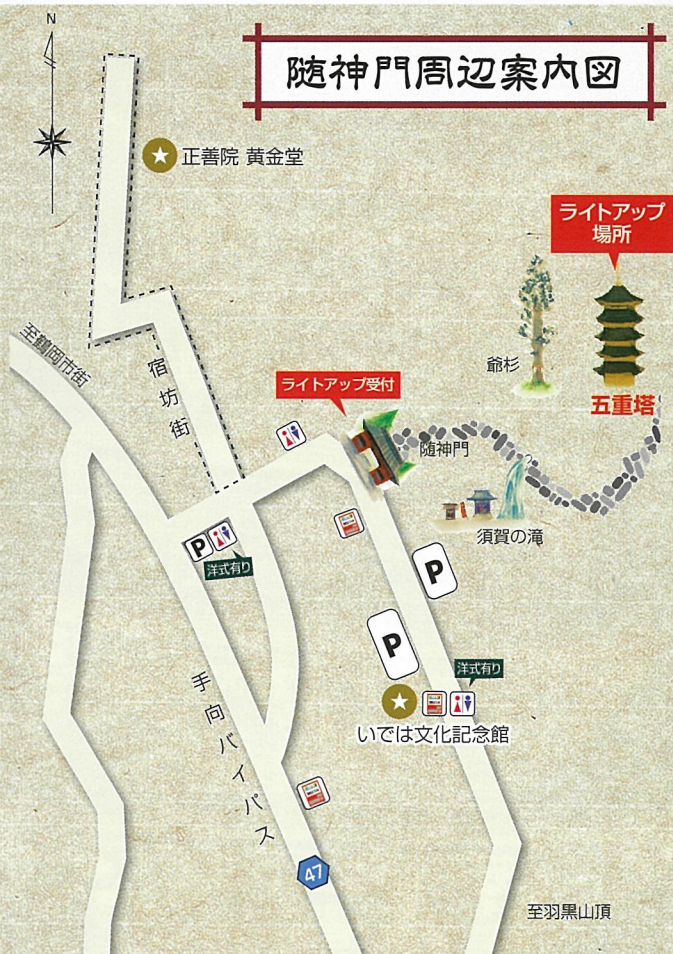 N
随神門周辺案内図
正善院 黄金堂
ライトアップ
場所
至鶴岡市街
宿坊街
爺杉
ライトアップ受付
五重塔
随神門
須賀の滝
P
洋式有り
P
P
洋式有り
手向バイパス
いでは文化記念館
47
至羽黒山頂